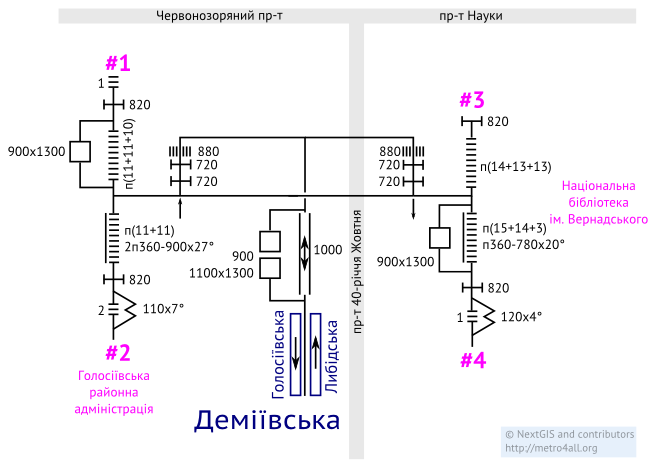 Червонозоряний пр-т
пр-т Науки
#1
1
820
900x1300
п(11+11+10)
880
720
720
880
720
720
#3
820
п(14+13+13)
Національна
бібліотека
ім. Вернадського
п(11+11)
2п360-900x27°
820
2
110x7°
#2
Голосіївська
районна
адміністрація
900
1100x1300
1000
пр-т 40-річчя Жовтня
Голосіївська
Либідська
Деміївська
п(15+14+3)
п360-780x20°
900x1300
820
1
120x4°
#4
© NextGIS and contributors
http://metro4all.org